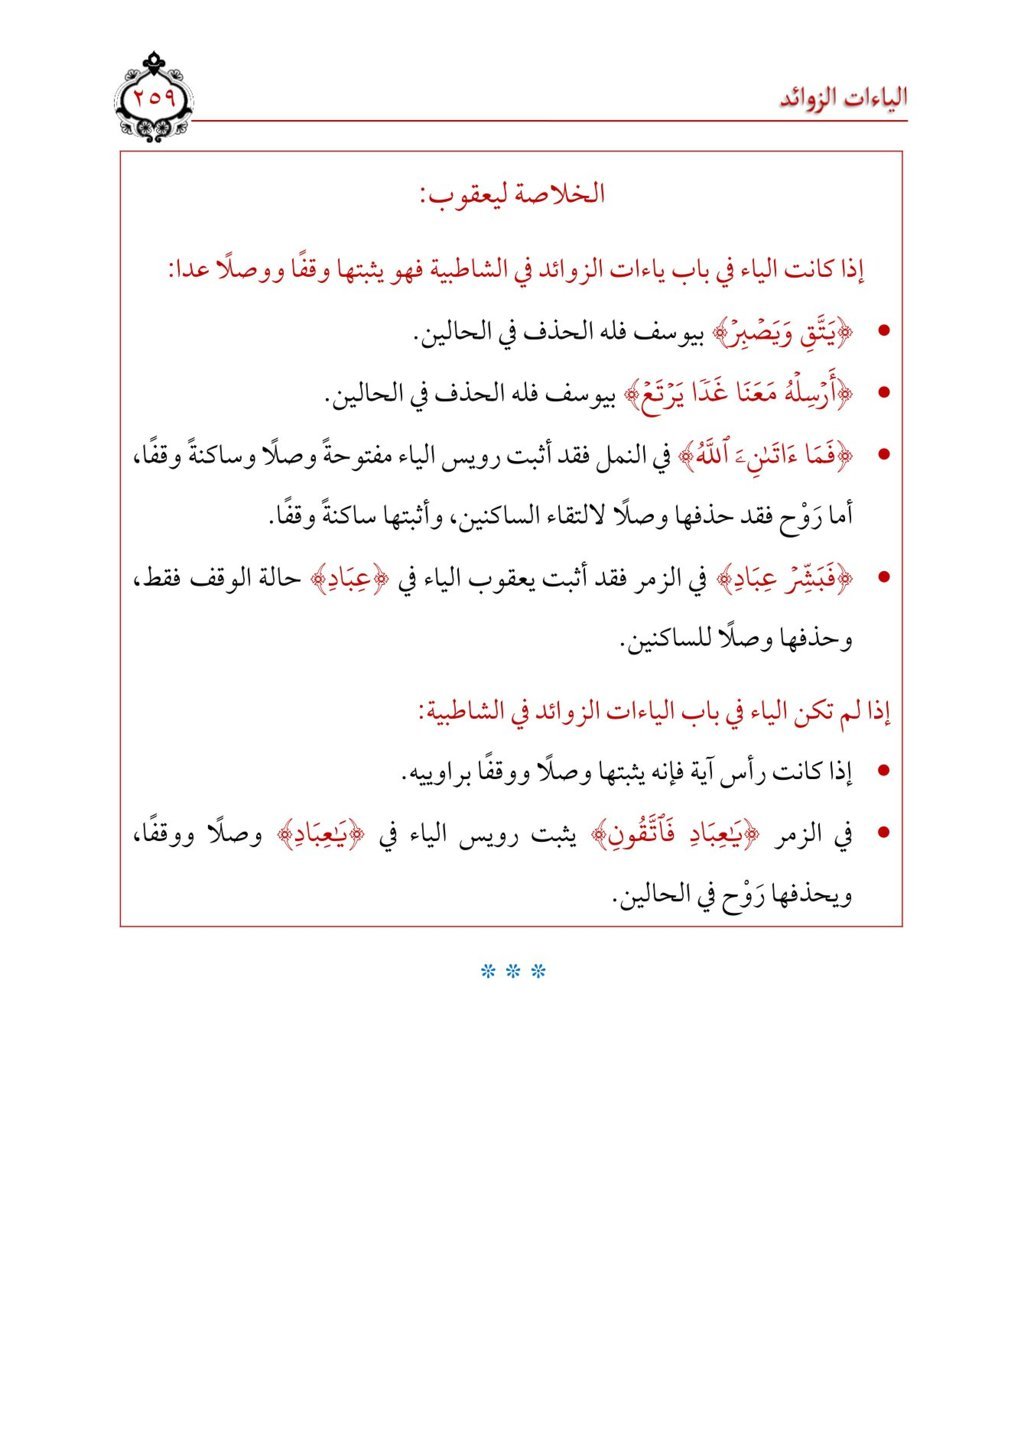 الياءات الزوائد
٢٥٩
الخلاصة ليعقوب:
إذا كانت الياء في باب ياءات الزوائد في الشاطبية فهو يثبتها وقفًا ووصلًا عدا:
• ﴿يَتَّقِ وَيَصۡبِرۡ﴾ بيوسف فله الحذف في الحالين.
• ﴿أَرۡسِلۡهُ مَعَنَا غَدٗا يَرۡتَعۡ﴾ بيوسف فله الحذف في الحالين.
• ﴿فَمَا ءَاتَىٰنِۦَ ٱللَّهُ﴾ في النمل فقد أثبت رويس الياء مفتوحةً وصلًا وساكنةً وقفًا،
أما رَوْح فقد حذفها وصلًا لالتقاء الساكنين، وأثبتها ساكنةً وقفًا.
• ﴿فَبَشِّرۡ عِبَادِ﴾ في الزمر فقد أثبت يعقوب الياء في ﴿عِبَادِ﴾ حالة الوقف فقط،
وحذفها وصلًا للساكنين.
إذا لم تكن الياء في باب الياءات الزوائد في الشاطبية:
• إذا كانت رأس آية فإنه يثبتها وصلًا ووقفًا براوييه.
• في الزمر ﴿يَٰعِبَادِ فَٱتَّقُونِ﴾ يثبت رويس الياء في ﴿يَٰعِبَادِ﴾ وصلًا ووقفًا،
ويحذفها رَوْح في الحالين.
* * *